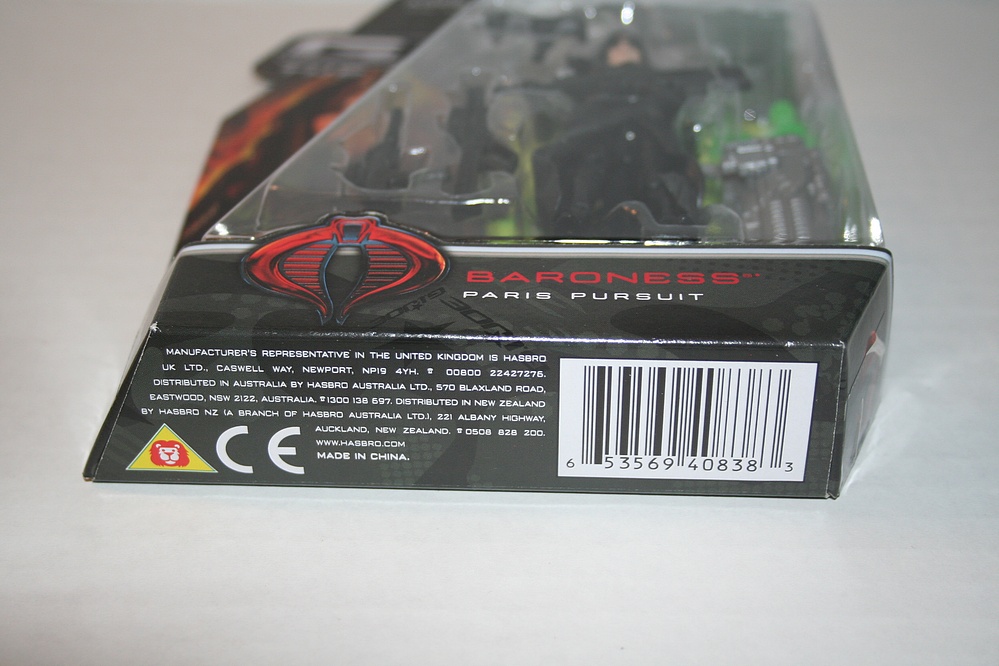 BARONESS
PARIS PURSUIT
MANUFACTURER'S REPRESENTATIVE IN THE UNITED KINGDOM IS HASBRO
UK LTD., CASWELL WAY, NEWPORT, NP19 4YH. ☎ 00800 22427276.
DISTRIBUTED IN AUSTRALIA BY HASBRO AUSTRALIA LTD., 570 BLAXLAND ROAD,
EASTWOOD, NSW 2122, AUSTRALIA. ☎1300 138 697. DISTRIBUTED IN NEW ZEALAND
BY HASBRO NZ (A BRANCH OF HASBRO AUSTRALIA LTD.), 221 ALBANY HIGHWAY,
AUCKLAND, NEW ZEALAND. ☎0508 828 200.
WWW.HASBRO.COM
MADE IN CHINA.
CE
6 53569 40838 3